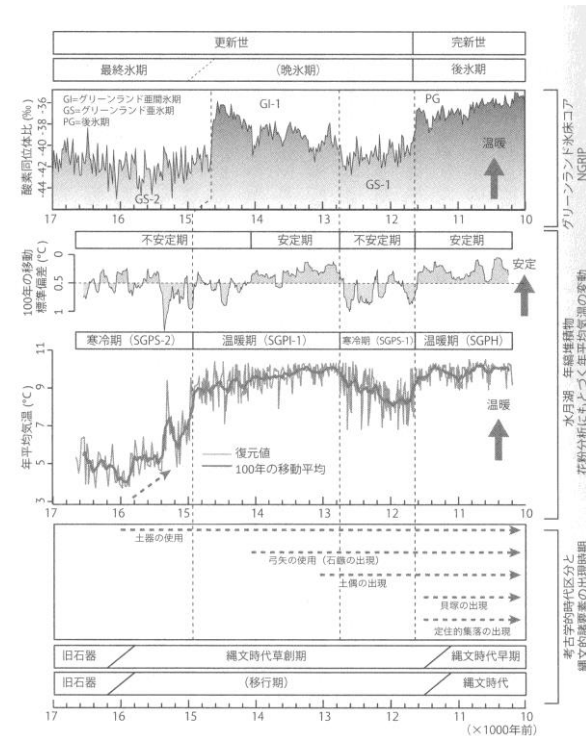 更新世 完新世
最終氷期 (晩氷期) 後氷期
GI=グリーンランド亜間氷期
GS=グリーンランド亜氷期
PG=後氷期
GI-1
PG
GS-2
GS-1
温暖
酸素同位体比 (‰)
-36
-38
-40
-42
-44
17 16 15 14 13 12 11 10
グリーンランド氷床コア
NGRIP
不安定期 安定期 不安定期 安定期
100年の移動
標準偏差 (°C)
0
0.5
1
安定
寒冷期 (SGPS-2) 温暖期 (SGPI-1) 寒冷期 (SGPS-1) 温暖期 (SGPH)
年平均気温 (°C)
11
9
7
5
3
温暖
復元値
100年の移動平均
17 16 15 14 13 12 11 10
水月湖 年縞堆積物
花粉分析にもとづく年平均気温の変動
土器の使用
弓矢の使用 (石鏃の出現)
土偶の出現
貝塚の出現
定住的集落の出現
旧石器 縄文時代草創期 縄文時代早期
旧石器 (移行期) 縄文時代
17 16 15 14 13 12 11 10
(×1000年前)
考古学的時代区分と
縄文的諸要素の出現時期